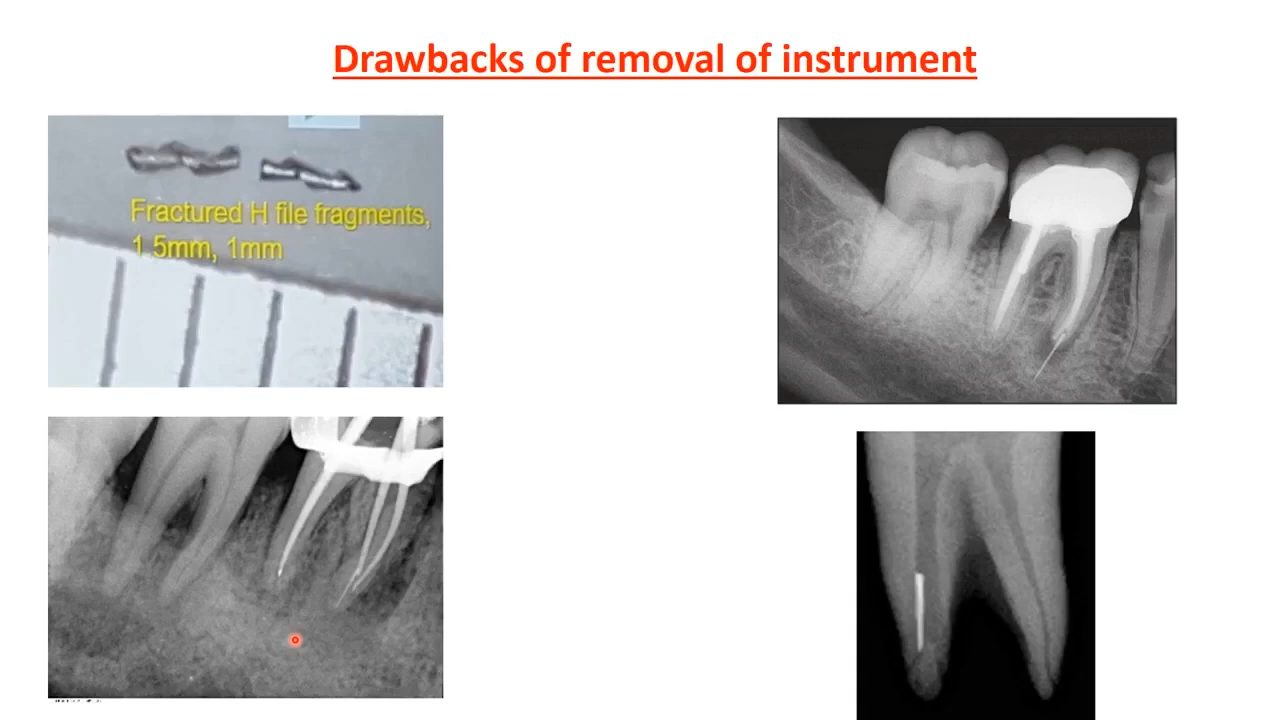 Drawbacks of removal of instrument
Fractured H file fragments,
1.5mm, 1mm